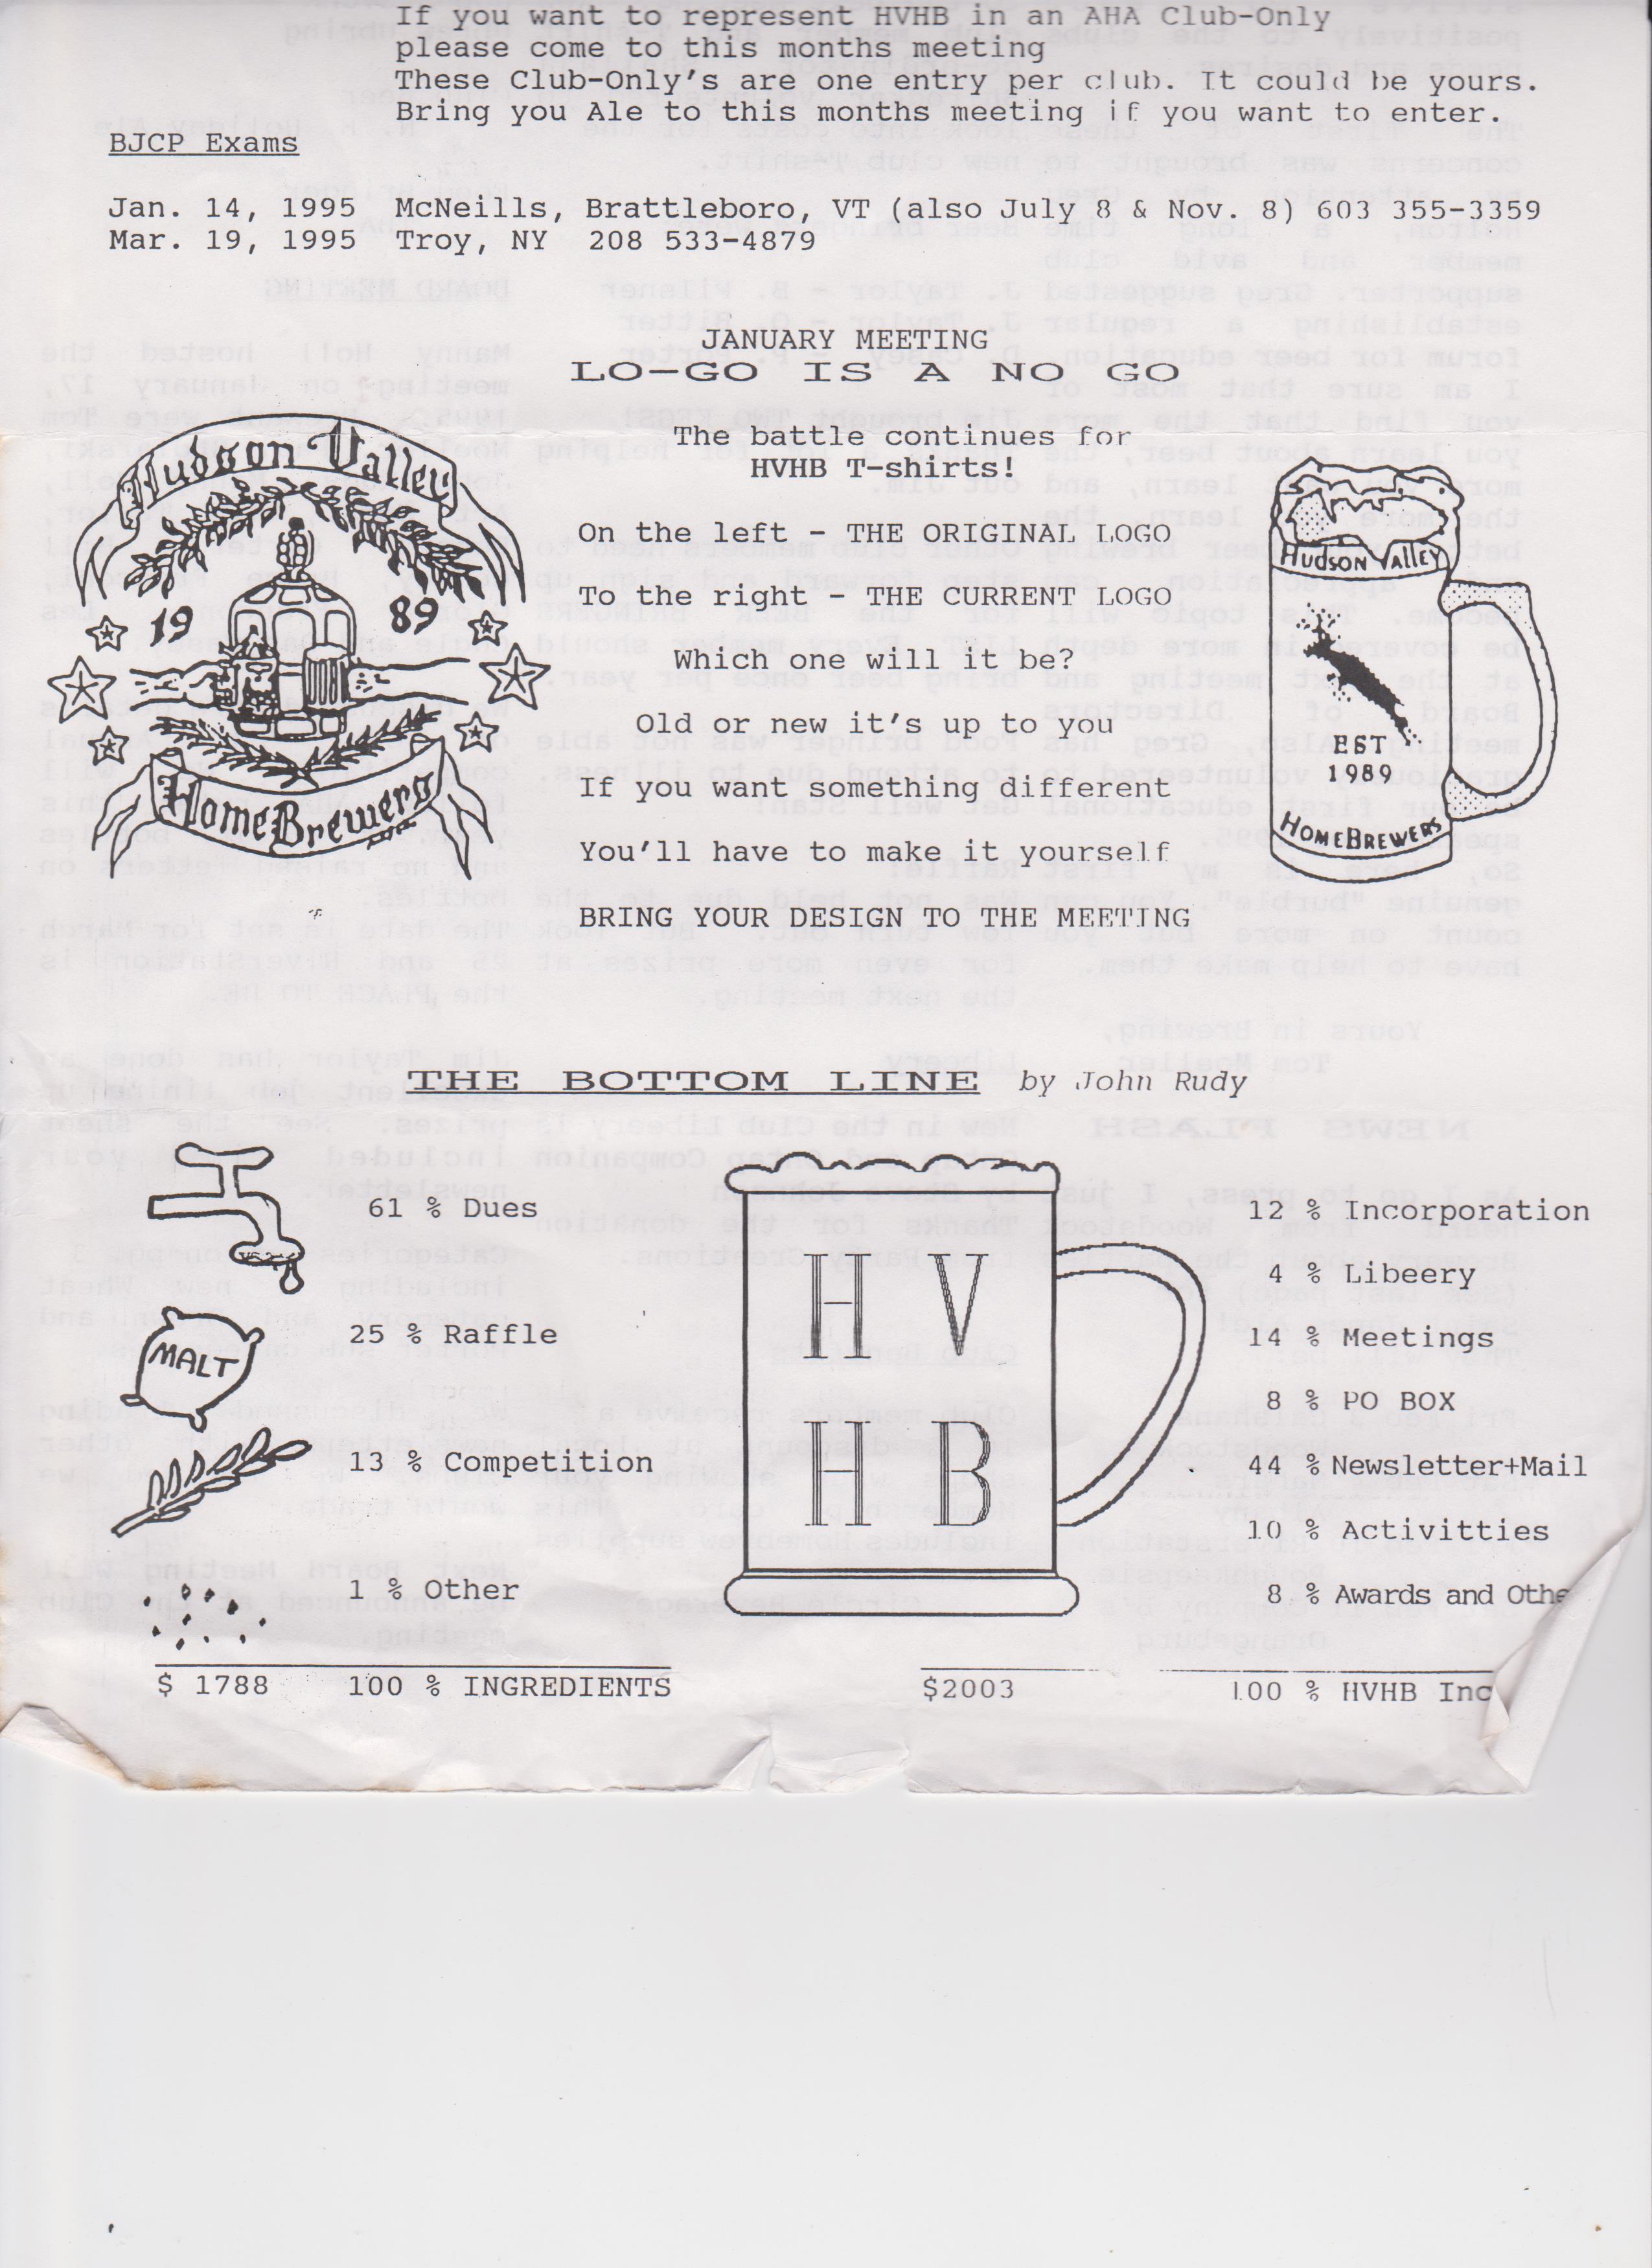 If you want to represent HVHB in an AHA Club-Only
please come to this months meeting
These Club-Only's are one entry per club. It could be yours.
Bring you Ale to this months meeting if you want to enter.
BJCP Exams
Jan. 14, 1995 McNeills, Brattleboro, VT (also July 8 & Nov. 8) 603 355-3359
Mar. 19, 1995 Troy, NY 208 533-4879
JANUARY MEETING
LO-GO IS A NO GO
Hudson Valley
19 89
HomeBrewers
The battle continues for
HVHB T-shirts!
On the left - THE ORIGINAL LOGO
To the right - THE CURRENT LOGO
Which one will it be?
Old or new it's up to you
If you want something different
You'll have to make it yourself
BRING YOUR DESIGN TO THE MEETING
HUDSON VALLEY
EST
1989
HOMEBREWERS
THE BOTTOM LINE by John Rudy
61 % Dues
MALT
25 % Raffle
13 % Competition
1 % Other
$ 1788 100 % INGREDIENTS
H V
H B
12 % Incorporation
4 % Libeery
14 % Meetings
8 % PO BOX
44 % Newsletter+Mail
10 % Activitties
8 % Awards and Othe
$2003 100 % HVHB Inc